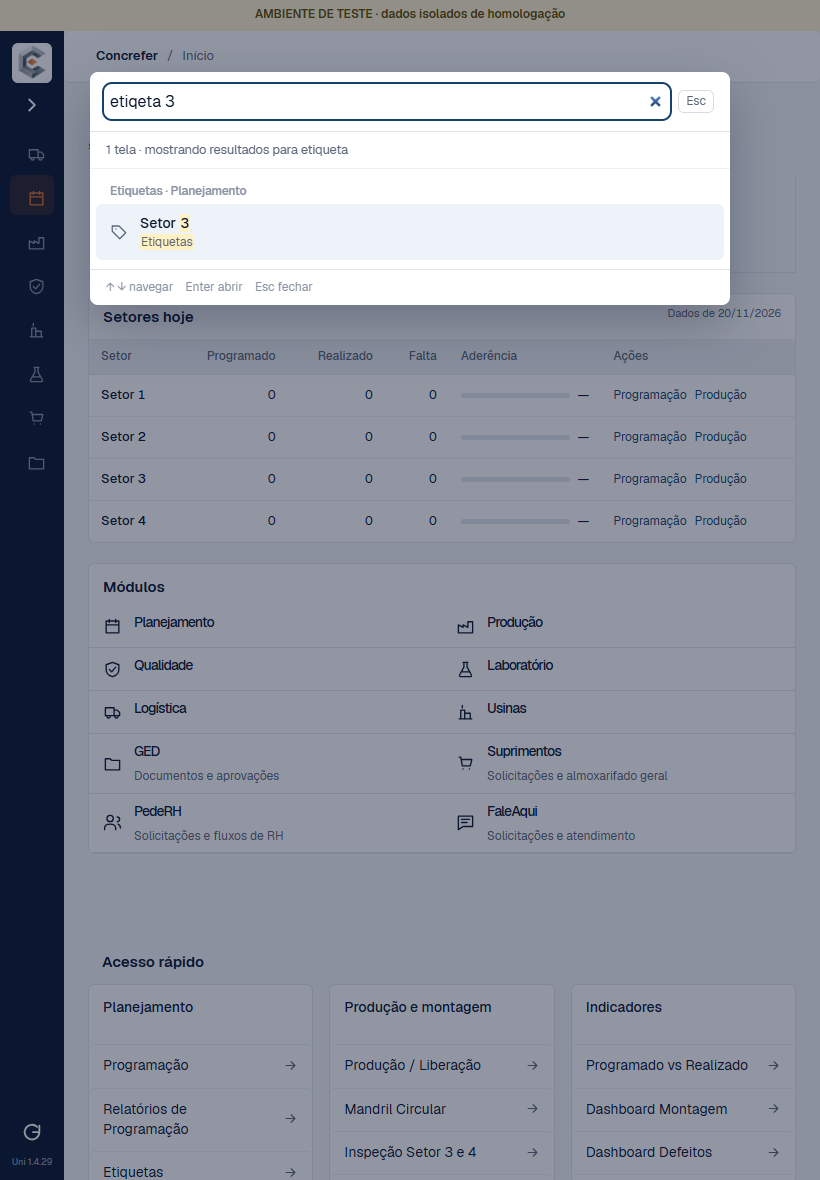 AMBIENTE DE TESTE · dados isolados de homologação
Concrefer / Início
etiqeta 3
Esc
1 tela · mostrando resultados para etiqueta
Etiquetas · Planejamento
Setor 3
Etiquetas
↑↓ navegar Enter abrir Esc fechar
Setores hoje
Dados de 20/11/2026
Setor Programado Realizado Falta Aderência Ações
Setor 1 0 0 0 — Programação Produção
Setor 2 0 0 0 — Programação Produção
Setor 3 0 0 0 — Programação Produção
Setor 4 0 0 0 — Programação Produção
Módulos
Planejamento
Produção
Qualidade
Laboratório
Logística
Usinas
GED
Documentos e aprovações
Suprimentos
Solicitações e almoxarifado geral
PedeRH
Solicitações e fluxos de RH
FaleAqui
Solicitações e atendimento
Acesso rápido
Planejamento
Programação →
Relatórios de
Programação →
Etiquetas →
Produção e montagem
Produção / Liberação →
Mandril Circular →
Inspeção Setor 3 e 4 →
Indicadores
Programado vs Realizado →
Dashboard Montagem →
Dashboard Defeitos →
Uni 1.4.29